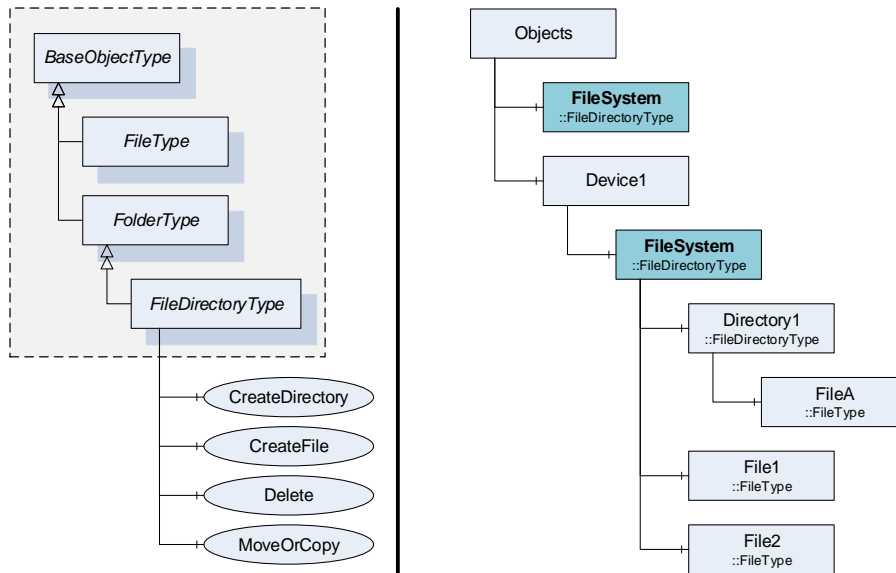 BaseObjectType
FileType
FolderType
FileDirectoryType
CreateDirectory
CreateFile
Delete
MoveOrCopy
Objects
FileSystem
::FileDirectoryType
Device1
FileSystem
::FileDirectoryType
Directory1
::FileDirectoryType
FileA
::FileType
File1
::FileType
File2
::FileType